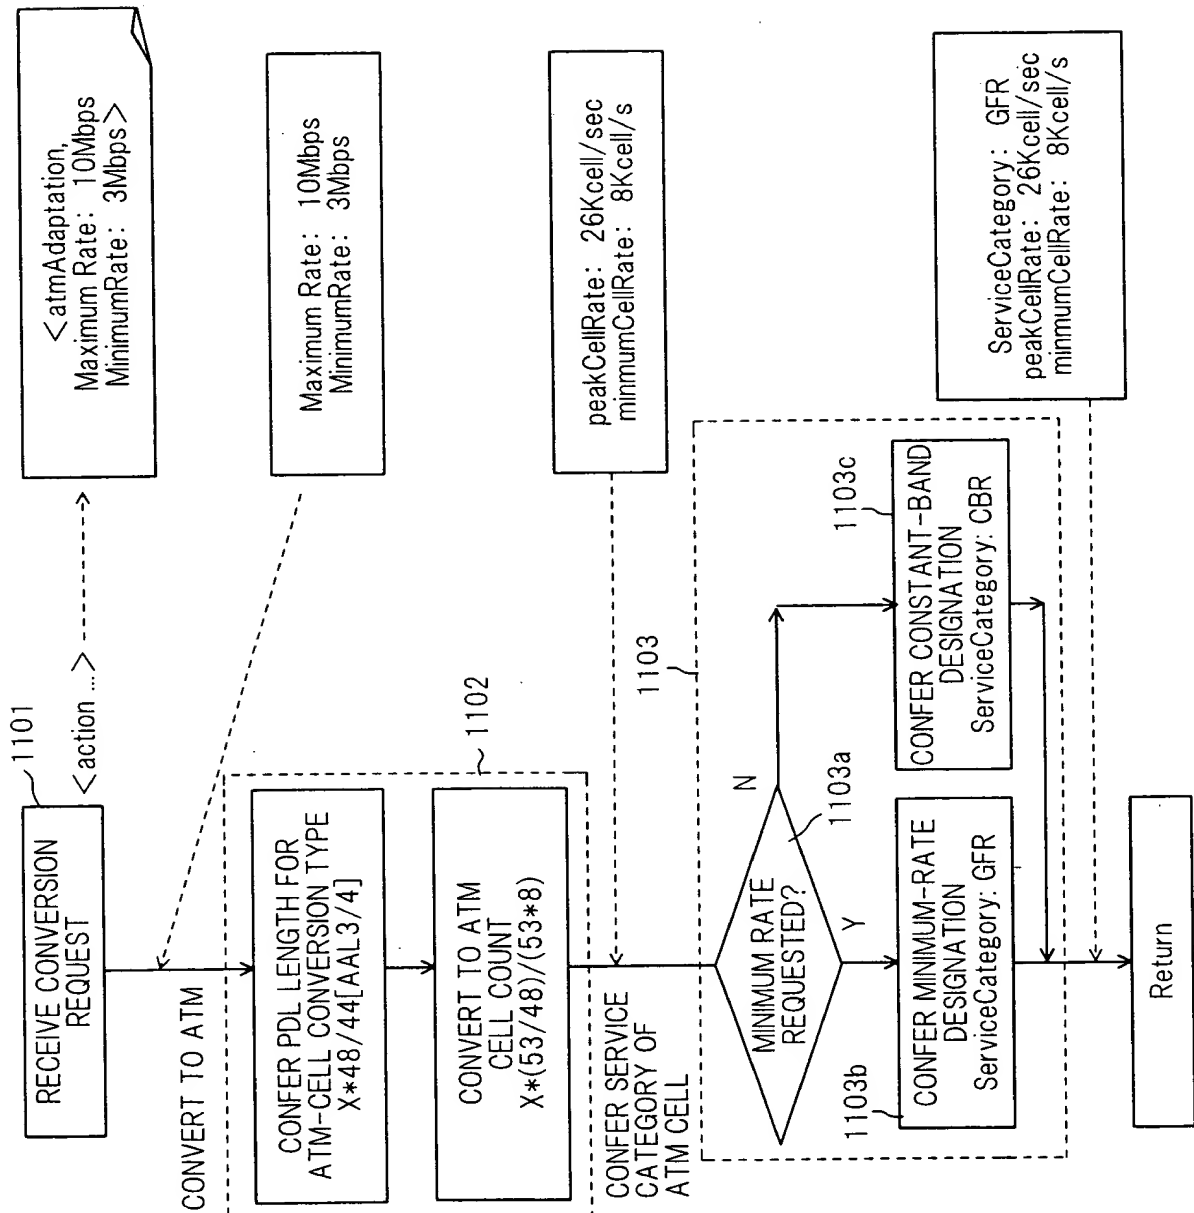 RECEIVE CONVERSION
REQUEST
1101
<action ...>
<atmAdaptation,
Maximum Rate: 10Mbps
MinimumRate: 3Mbps>
CONVERT TO ATM
Maximum Rate: 10Mbps
MinimumRate: 3Mbps
1102
CONFER PDL LENGTH FOR
ATM-CELL CONVERSION TYPE
X*48/44[AAL3/4]
CONVERT TO ATM
CELL COUNT
X*(53/48)/(53*8)
peakCellRate: 26Kcell/sec
minmumCellRate: 8Kcell/s
CONFER SERVICE
CATEGORY OF
ATM CELL
1103
MINIMUM RATE
REQUESTED?
N
Y
1103a
1103b
CONFER MINIMUM-RATE
DESIGNATION
ServiceCategory: GFR
1103c
CONFER CONSTANT-BAND
DESIGNATION
ServiceCategory: CBR
ServiceCategory: GFR
peakCellRate: 26Kcell/sec
minmumCellRate: 8Kcell/s
Return